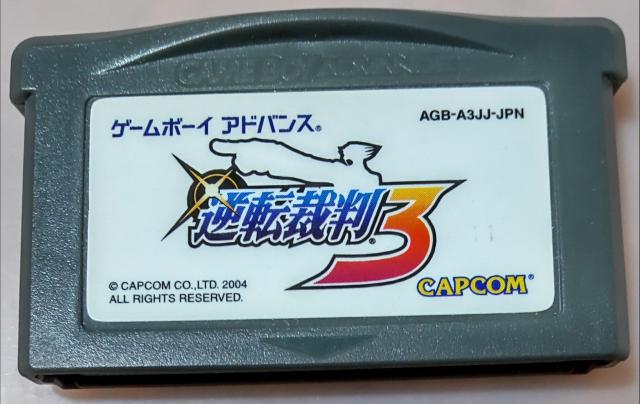 GAME BOY ADVANCE
ゲームボーイ アドバンス®
AGB-A3JJ-JPN
逆転裁判®3
© CAPCOM CO.,LTD. 2004
ALL RIGHTS RESERVED.
11
CAPCOM®